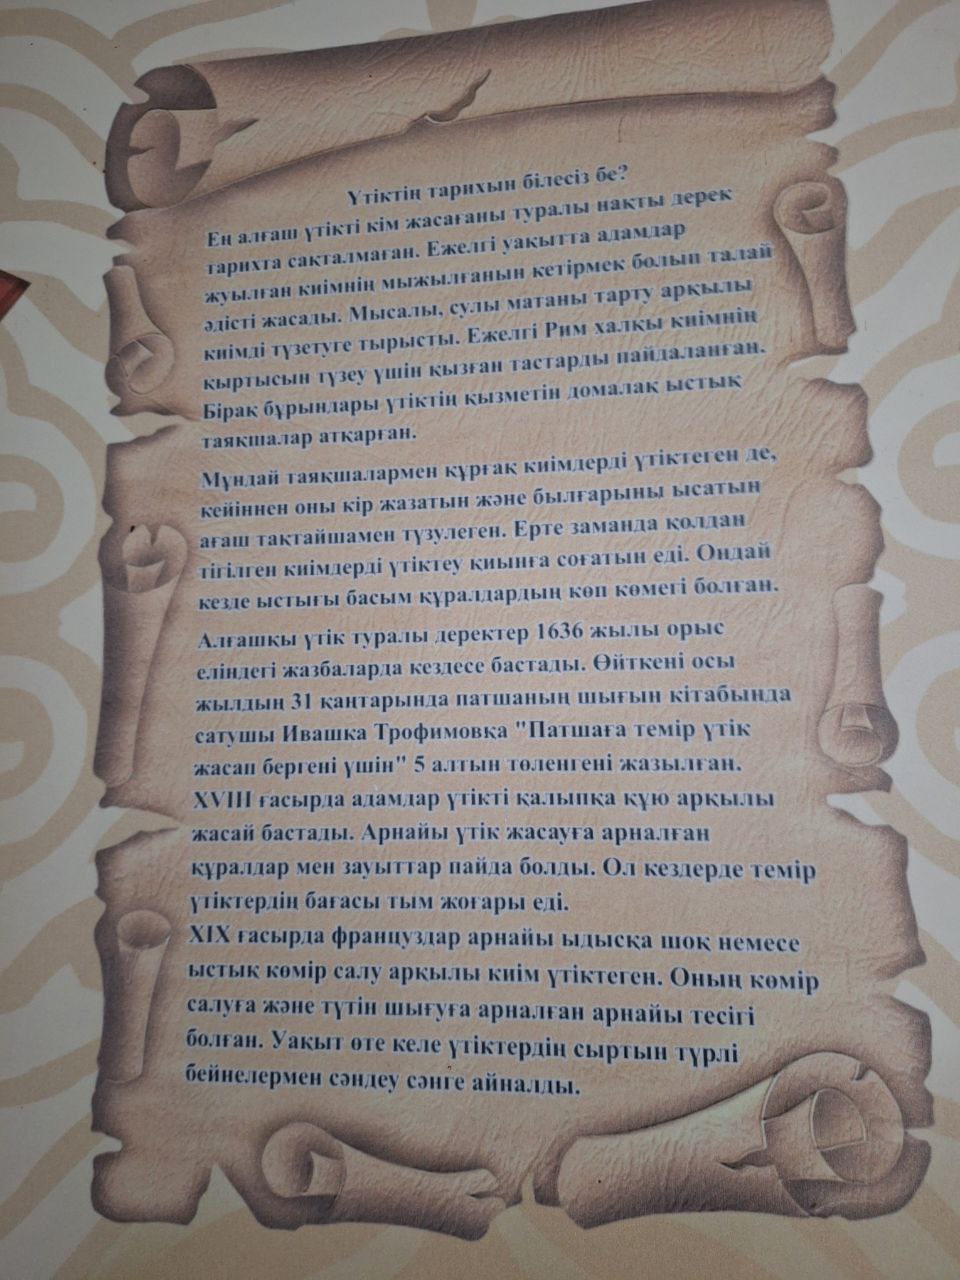 Үтіктің тарихын білесіз бе?
Ең алғаш үтікті кім жасағаны туралы нақты дерек
тарихта сақталмаған. Ежелгі уақытта адамдар
жуылған киімнің мыжылғанын кетірмек болып талай
әдісті жасады. Мысалы, сулы матаны тарту арқылы
киімді түзетуге тырысты. Ежелгі Рим халқы киімнің
қыртысын түзеу үшін қызған тастарды пайдаланған.
Бірақ бұрындары үтіктің қызметін домалақ ыстық
таяқшалар атқарған.
Мұндай таяқшалармен құрғақ киімдерді үтіктеген де,
кейіннен оны кір жазатын және былғарыны ысатын
ағаш тақтайшамен түзулеген. Ерте заманда қолдан
тігілген киімдерді үтіктеу қиынға соғатын еді. Ондай
кезде ыстығы басым құралдардың көп көмегі болған.
Алғашқы үтік туралы деректер 1636 жылы орыс
еліндегі жазбаларда кездесе бастады. Өйткені осы
жылдың 31 қаңтарында патшаның шығын кітабында
сатушы Ивашка Трофимовқа "Патшаға темір үтік
жасап бергені үшін" 5 алтын төленгені жазылған.
XVIII ғасырда адамдар үтікті қалыпқа құю арқылы
жасай бастады. Арнайы үтік жасауға арналған
құралдар мен зауыттар пайда болды. Ол кездерде темір
үтіктердің бағасы тым жоғары еді.
XIX ғасырда француздар арнайы ыдысқа шоқ немесе
ыстық көмір салу арқылы киім үтіктеген. Оның көмір
салуға және түтін шығуға арналған арнайы тесігі
болған. Уақыт өте келе үтіктердің сыртын түрлі
бейнелермен сәндеу сәнге айналды.